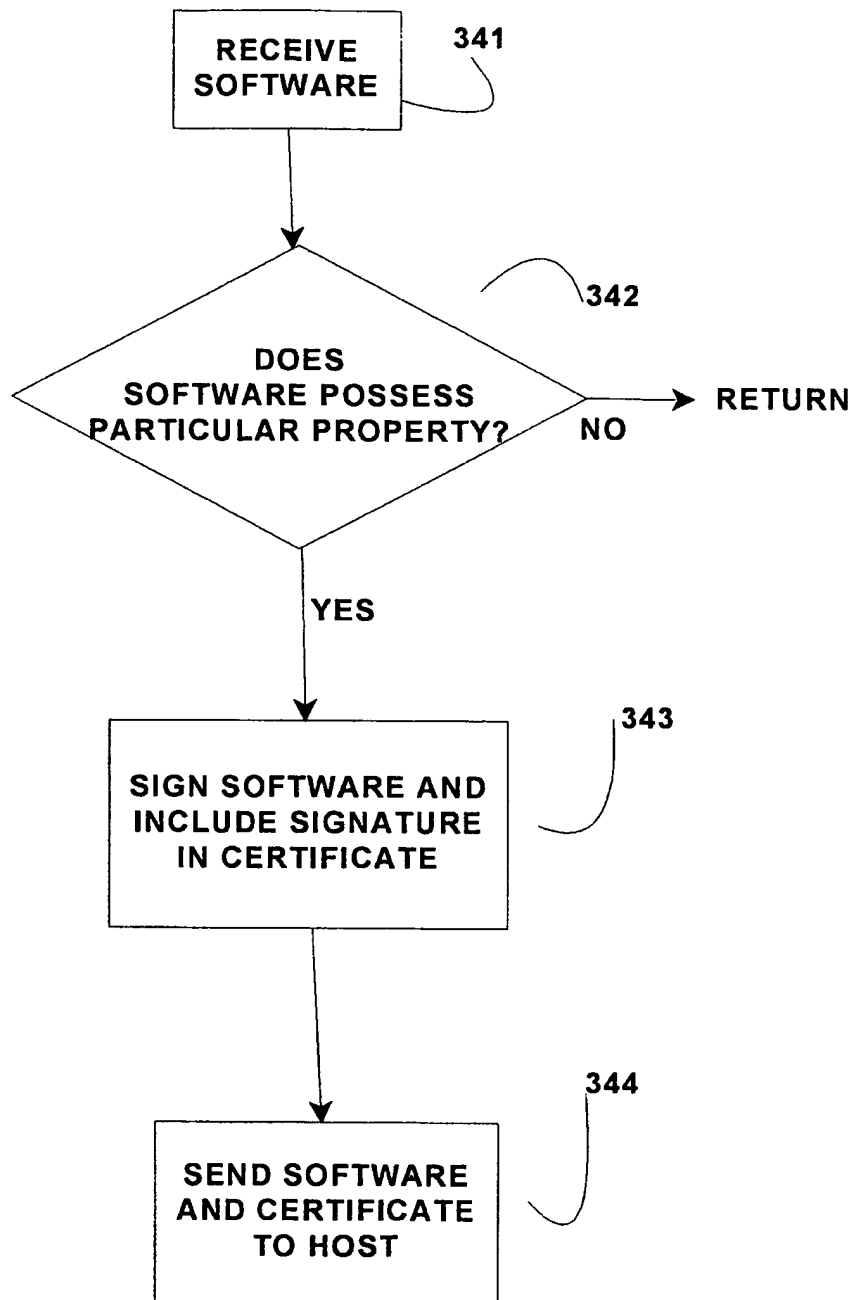 RECEIVE
SOFTWARE
341
342
DOES
SOFTWARE POSSESS
PARTICULAR PROPERTY?
NO
RETURN
YES
343
SIGN SOFTWARE AND
INCLUDE SIGNATURE
IN CERTIFICATE
344
SEND SOFTWARE
AND CERTIFICATE
TO HOST